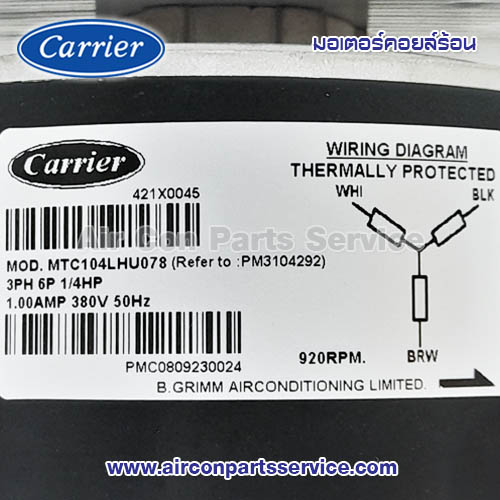 Carrier
มอเตอร์คอยล์ร้อน
Carrier
421X0045
WIRING DIAGRAM
THERMALLY PROTECTED
WHI
BLK
Air Con Parts Service
MOD. MTC104LHU078 (Refer to :PM3104292)
3PH 6P 1/4HP
1.00AMP 380V 50Hz
920RPM.
BRW
PMC0809230024
B.GRIMM AIRCONDITIONING LIMITED.
www.airconpartsservice.com